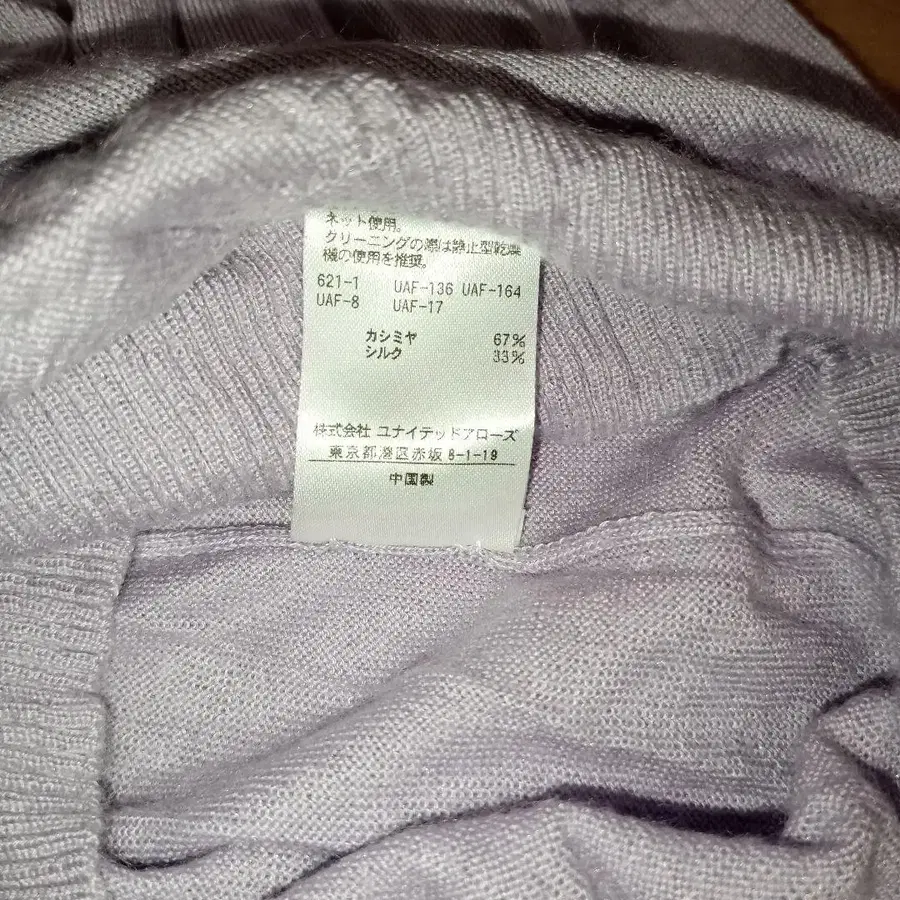 ネット使用。
クリーニングの際は静止型乾燥
機の使用を推奨。
621-1 UAF-136 UAF-164
UAF-8 UAF-17
カシミヤ 67%
シルク 33%
株式会社 ユナイテッドアローズ
東京都港区赤坂 8-1-19
中国製